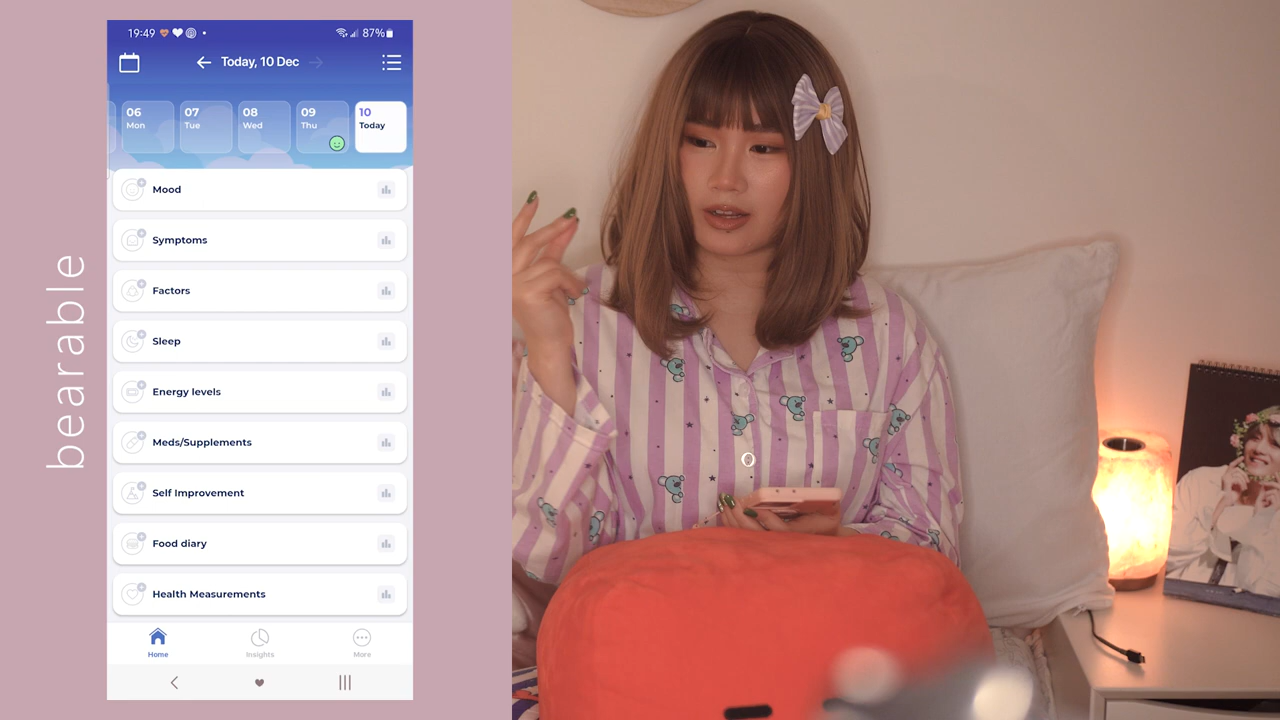 bearable
19:49 87%
Today, 10 Dec
06 07 08 09 10
Mon Tue Wed Thu Today
Mood
Symptoms
Factors
Sleep
Energy levels
Meds/Supplements
Self Improvement
Food diary
Health Measurements
Home Insights More